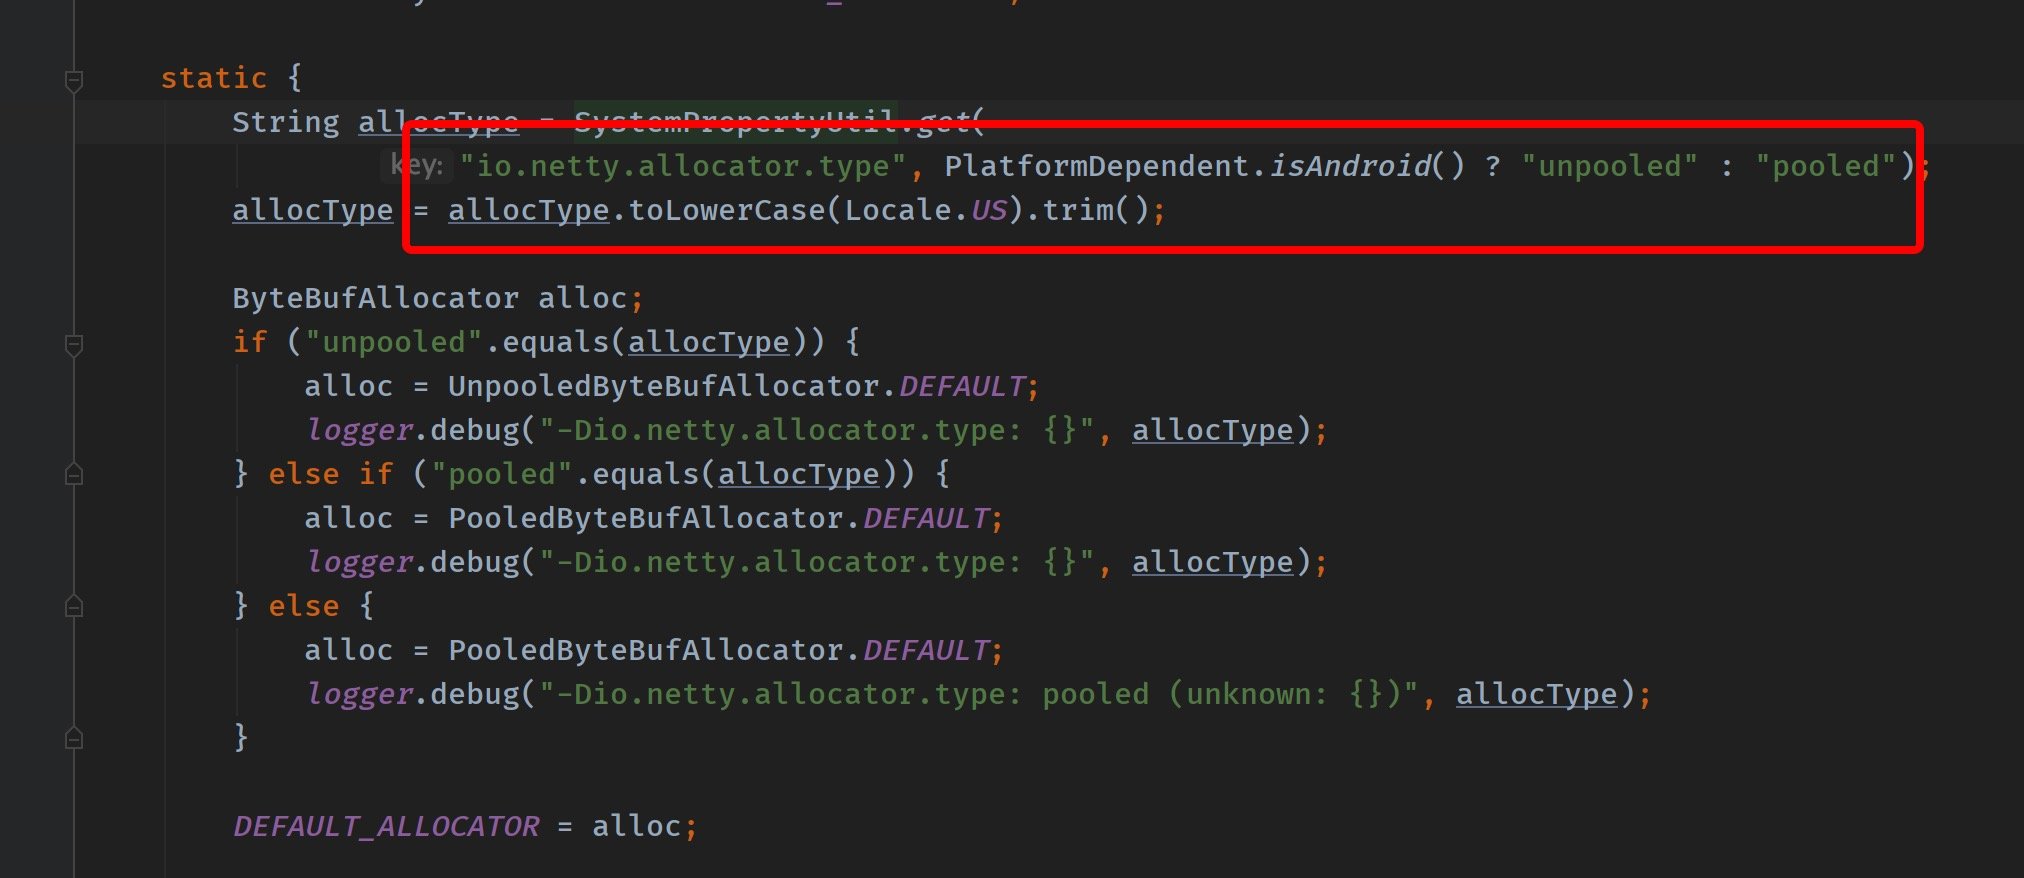 static {
String allocType = SystemPropertyUtil.get(
key: "io.netty.allocator.type", PlatformDependent.isAndroid() ? "unpooled" : "pooled");
allocType = allocType.toLowerCase(Locale.US).trim();
ByteBufAllocator alloc;
if ("unpooled".equals(allocType)) {
alloc = UnpooledByteBufAllocator.DEFAULT;
logger.debug("-Dio.netty.allocator.type: {}", allocType);
} else if ("pooled".equals(allocType)) {
alloc = PooledByteBufAllocator.DEFAULT;
logger.debug("-Dio.netty.allocator.type: {}", allocType);
} else {
alloc = PooledByteBufAllocator.DEFAULT;
logger.debug("-Dio.netty.allocator.type: pooled (unknown: {})", allocType);
}
DEFAULT_ALLOCATOR = alloc;